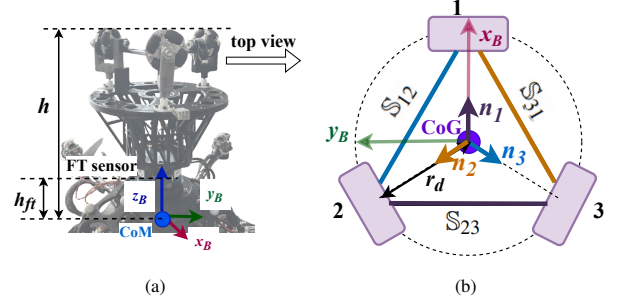 top view
h
FT sensor
h_ft
z_B
y_B
CoM
x_B
(a)
1
x_B
𝕊_12
𝕊_31
n_1
y_B
CoG
n_2
n_3
r_d
2
3
𝕊_23
(b)